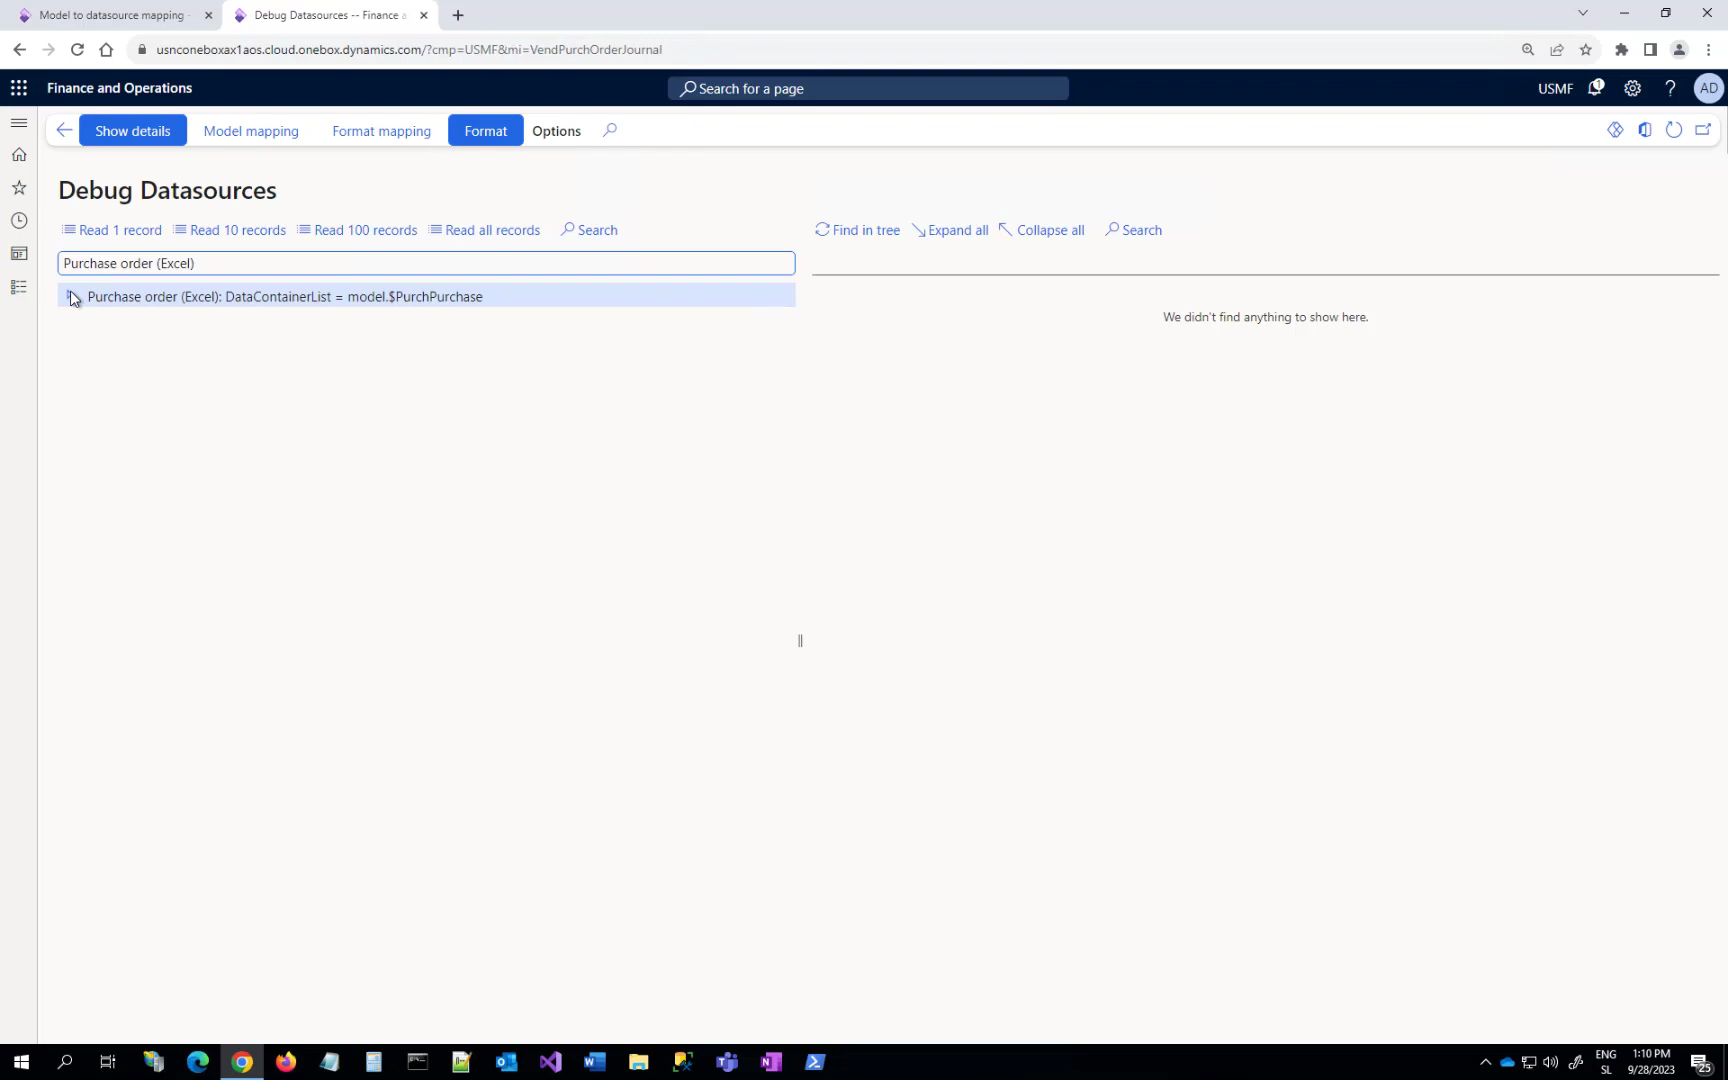 Model to datasource mapping
Debug Datasources -- Finance a
usnconeboxax1aos.cloud.onebox.dynamics.com/?cmp=USMF&mi=VendPurchOrderJournal
Finance and Operations
Search for a page
USMF
1
?
AD
Show details
Model mapping
Format mapping
Format
Options
Debug Datasources
Read 1 record
Read 10 records
Read 100 records
Read all records
Search
Find in tree
Expand all
Collapse all
Search
Purchase order (Excel)
Purchase order (Excel): DataContainerList = model.$PurchPurchase
We didn't find anything to show here.
ENG
SL
1:10 PM
9/28/2023
25